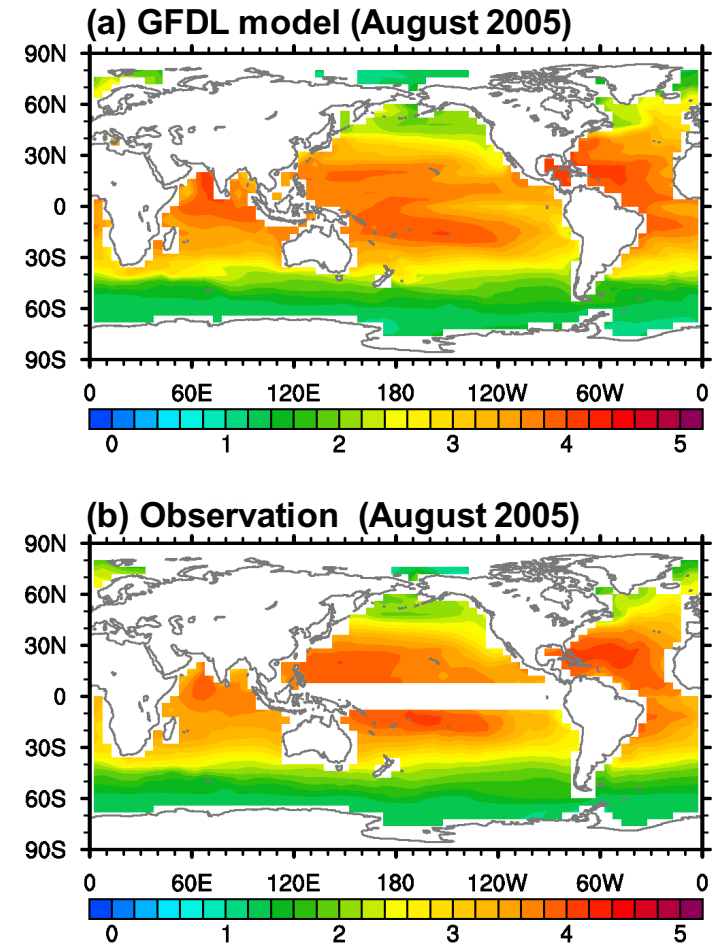 (a) GFDL model (August 2005)
90N
60N
30N
0
30S
60S
90S
0 60E 120E 180 120W 60W 0
0 1 2 3 4 5
(b) Observation (August 2005)
90N
60N
30N
0
30S
60S
90S
0 60E 120E 180 120W 60W 0
0 1 2 3 4 5